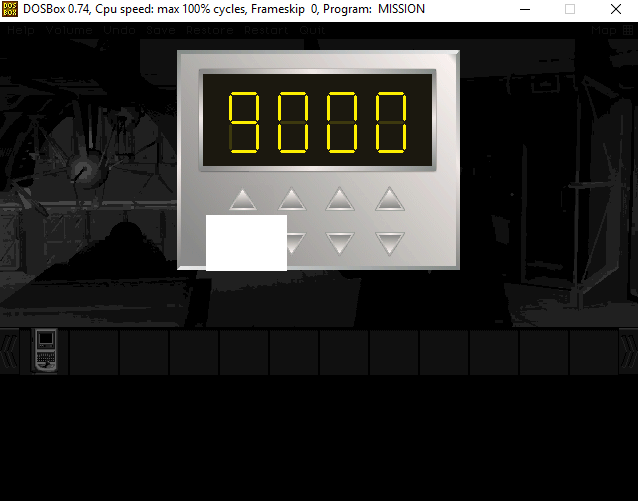 DOSBox 0.74, Cpu speed: max 100% cycles, Frameskip 0, Program: MISSION
Help Volume Undo Save Restore Restart Quit Map
9000